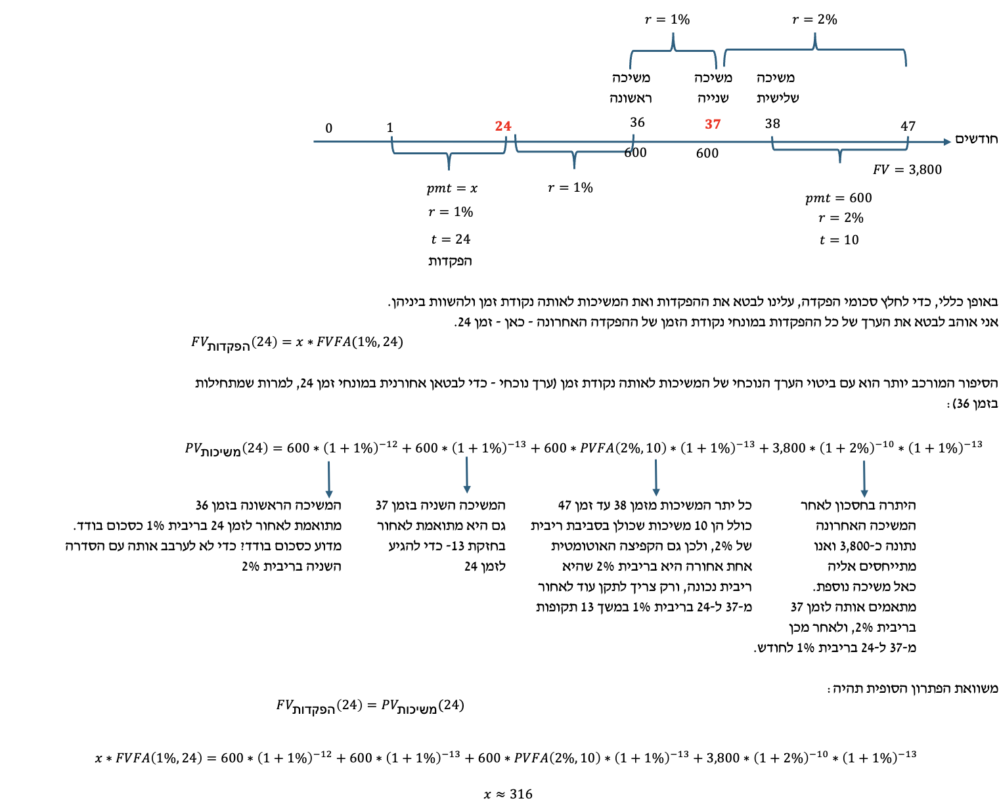 r = 1%
r = 2%
משיכה ראשונה
משיכה שנייה
משיכה שלישית
0 1 24 36 37 38 47
חודשים
600 600
FV = 3,800
pmt = x
r = 1%
t = 24
הפקדות
r = 1%
pmt = 600
r = 2%
t = 10
באופן כללי, כדי לחלץ סכומי הפקדה, עלינו לבטא את ההפקדות ואת המשיכות לאותה נקודת זמן ולהשוות ביניהן.
אני אוהב לבטא את הערך של כל ההפקדות במונחי נקודת הזמן של ההפקדה האחרונה - כאן - זמן 24.
FV הפקדות (24) = x * FVFA(1%, 24)
הסיפור המורכב יותר הוא עם ביטוי הערך הנוכחי של המשיכות לאותה נקודת זמן (ערך נוכחי - כדי לבטאן אחורנית במונחי זמן 24, למרות שמתחילות
בזמן 36):
PV משיכות (24) = 600 * (1 + 1%)⁻¹² + 600 * (1 + 1%)⁻¹³ + 600 * PVFA(2%, 10) * (1 + 1%)⁻¹³ + 3,800 * (1 + 2%)⁻¹⁰ * (1 + 1%)⁻¹³
המשיכה הראשונה בזמן 36
מתואמת לאחור לזמן 24 בריבית 1% כסכום בודד.
מדוע כסכום בודד? כדי לא לערבב אותה עם הסדרה
השניה בריבית 2%
המשיכה השניה בזמן 37
גם היא מתואמת לאחור
בחזקת 13- כדי להגיע
לזמן 24
כל יתר המשיכות מזמן 38 עד זמן 47
כולל הן 10 משיכות שכולן בסביבת ריבית
של 2%, ולכן גם הקפיצה האוטומטית
אחת אחורה היא בריבית 2% שהיא
ריבית נכונה, ורק צריך לתקן עוד לאחור
מ-37 ל-24 בריבית 1% במשך 13 תקופות
היתרה בחסכון לאחר
המשיכה האחרונה
נתונה כ-3,800 ואנו
מתייחסים אליה
כאל משיכה נוספת.
מתאמים אותה לזמן 37
בריבית 2%, ולאחר מכן
מ-37 ל-24 בריבית 1% לחודש.
משוואת הפתרון הסופית תהיה:
FV הפקדות (24) = PV משיכות (24)
x * FVFA(1%, 24) = 600 * (1 + 1%)⁻¹² + 600 * (1 + 1%)⁻¹³ + 600 * PVFA(2%, 10) * (1 + 1%)⁻¹³ + 3,800 * (1 + 2%)⁻¹⁰ * (1 + 1%)⁻¹³
x ≈ 316